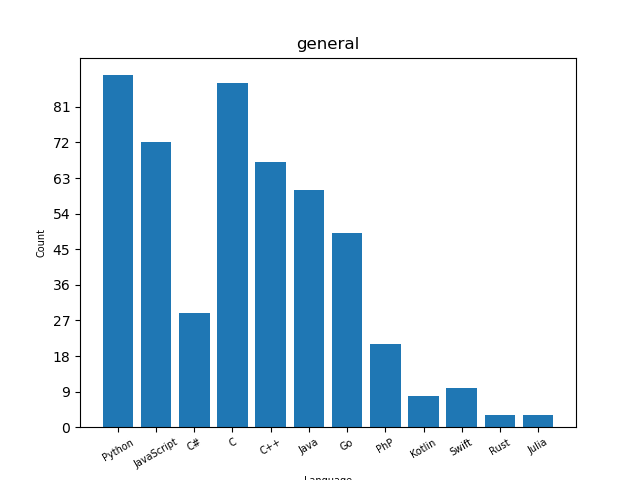 general
Count
81
72
63
54
45
36
27
18
9
0
Python JavaScript C# C C++ Java Go PhP Kotlin Swift Rust Julia
Language